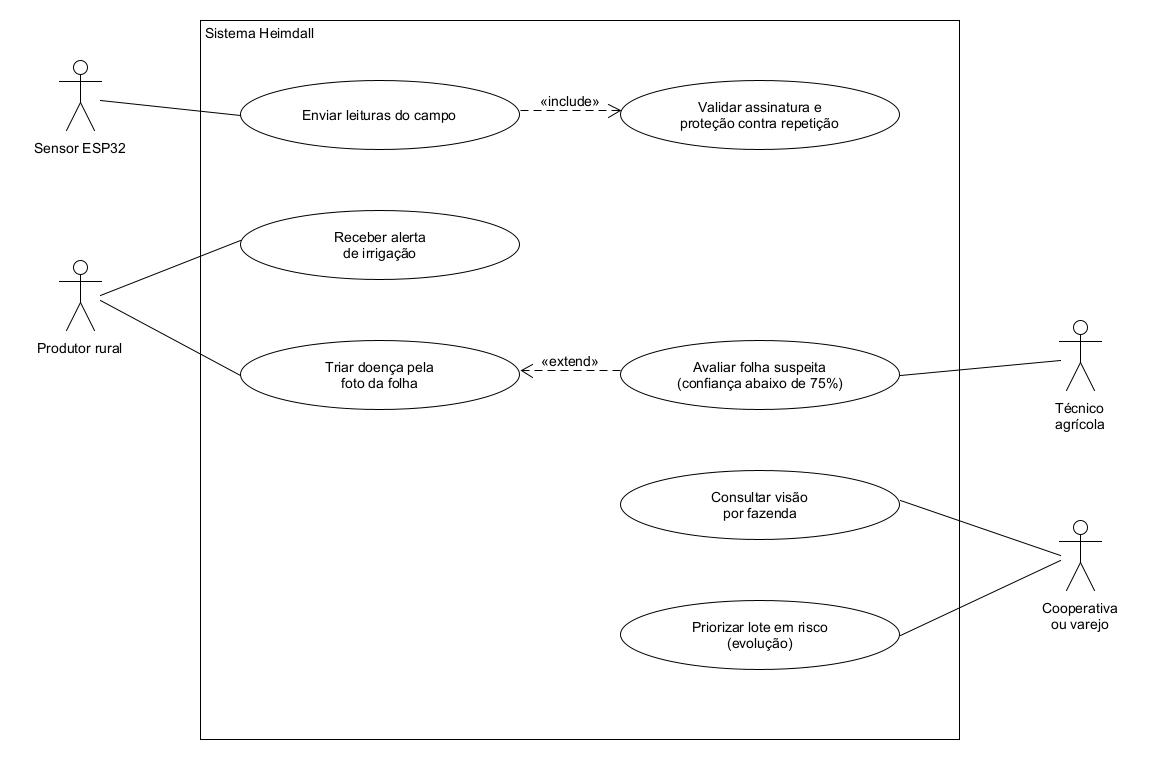 Sistema Heimdall
Sensor ESP32
Enviar leituras do campo
«include»
Validar assinatura e
proteção contra repetição
Produtor rural
Receber alerta
de irrigação
Triar doença pela
foto da folha
«extend»
Avaliar folha suspeita
(confiança abaixo de 75%)
Técnico
agrícola
Consultar visão
por fazenda
Cooperativa
ou varejo
Priorizar lote em risco
(evolução)